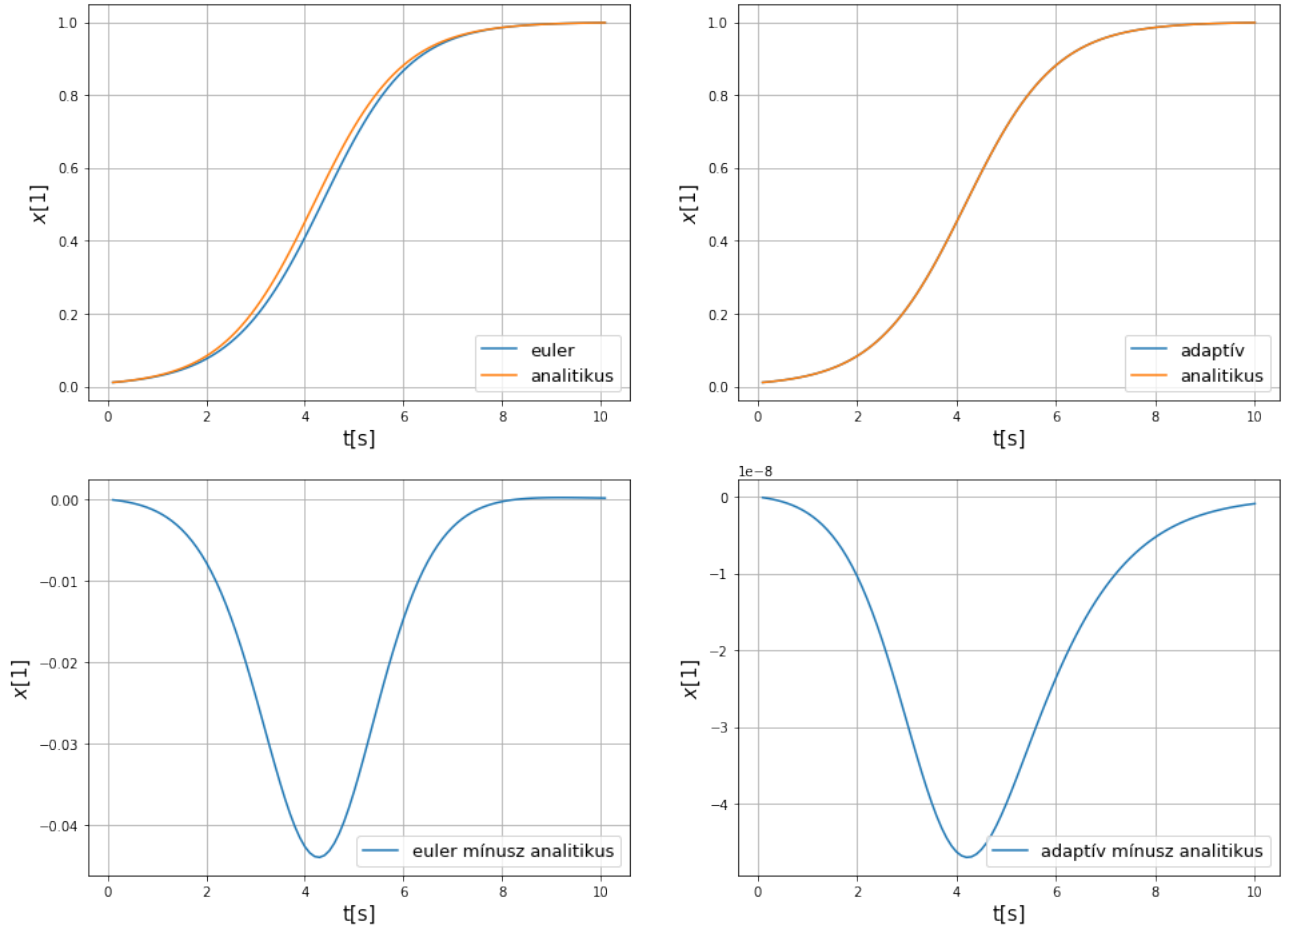 1.0
0.8
0.6
0.4
0.2
0.0
x[1]
euler
analitikus
0 2 4 6 8 10
t[s]
1.0
0.8
0.6
0.4
0.2
0.0
x[1]
adaptív
analitikus
0 2 4 6 8 10
t[s]
0.00
−0.01
−0.02
−0.03
−0.04
x[1]
euler mínusz analitikus
0 2 4 6 8 10
t[s]
1e−8
0
−1
−2
−3
−4
x[1]
adaptív mínusz analitikus
0 2 4 6 8 10
t[s]